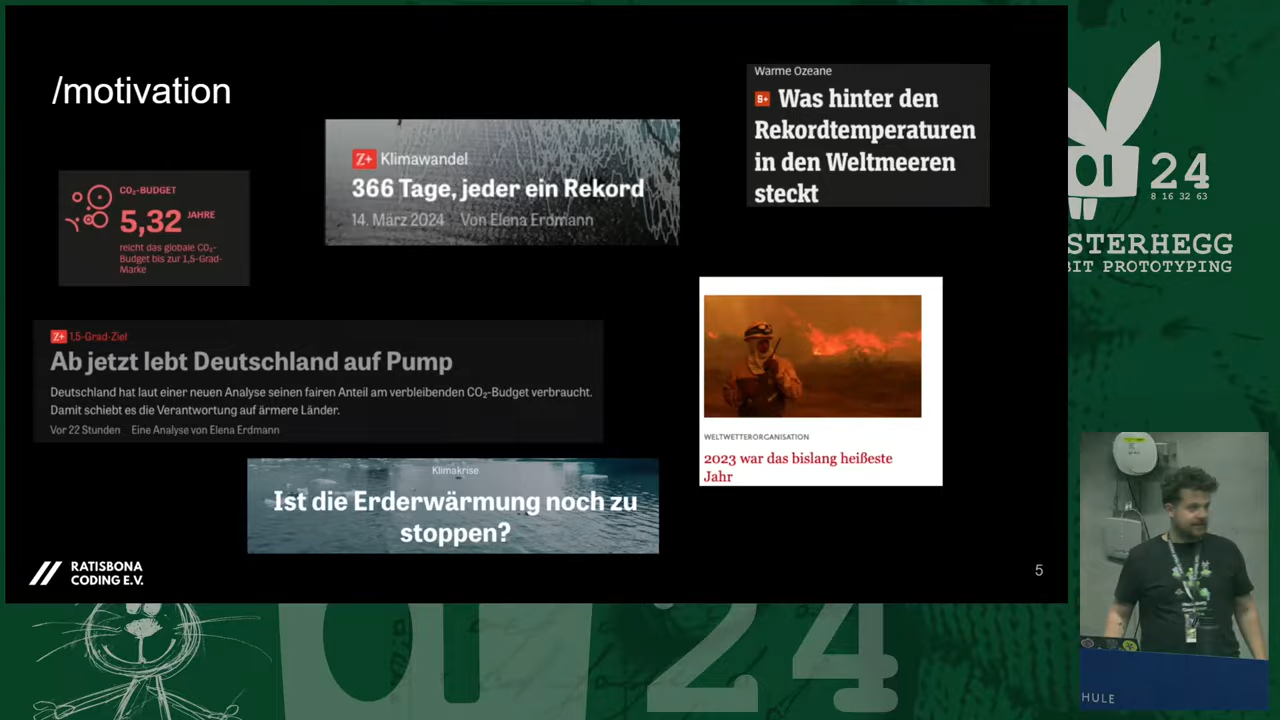 /motivation
CO₂-BUDGET
5,32 JAHRE
reicht das globale CO₂-
Budget bis zur 1,5-Grad-
Marke
Z+ Klimawandel
366 Tage, jeder ein Rekord
14. März 2024 Von Elena Erdmann
Warme Ozeane
S+ Was hinter den
Rekordtemperaturen
in den Weltmeeren
steckt
Z+ 1,5-Grad-Ziel
Ab jetzt lebt Deutschland auf Pump
Deutschland hat laut einer neuen Analyse seinen fairen Anteil am verbleibenden CO₂-Budget verbraucht.
Damit schiebt es die Verantwortung auf ärmere Länder.
Vor 22 Stunden Eine Analyse von Elena Erdmann
WELTWETTERORGANISATION
2023 war das bislang heißeste
Jahr
Klimakrise
Ist die Erderwärmung noch zu
stoppen?
RATISBONA
CODING E.V.
5
24
8 16 32 63
STERHEGG
BIT PROTOTYPING
24
HULE